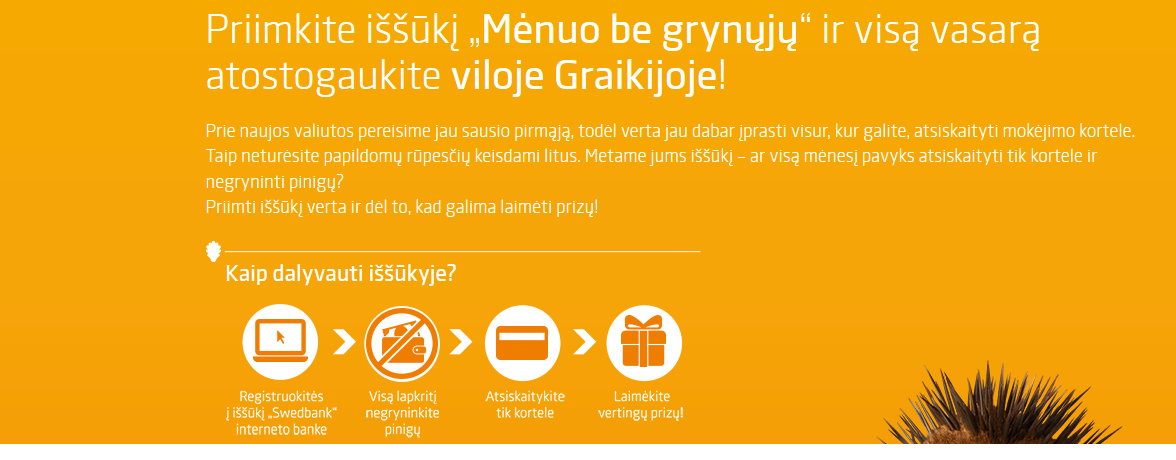 Priimkite iššūkį „Mėnuo be grynųjų“ ir visą vasarą
atostogaukite viloje Graikijoje!
Prie naujos valiutos pereisime jau sausio pirmąją, todėl verta jau dabar įprasti visur, kur galite, atsiskaityti mokėjimo kortele.
Taip neturėsite papildomų rūpesčių keisdami litus. Metame jums iššūkį – ar visą mėnesį pavyks atsiskaityti tik kortele ir
negryninti pinigų?
Priimti iššūkį verta ir dėl to, kad galima laimėti prizų!
Kaip dalyvauti iššūkyje?
Registruokitės
į iššūkį „Swedbank“
interneto banke
Visą lapkritį
negryninkite
pinigų
Atsiskaitykite
tik kortele
Laimėkite
vertingų prizų!